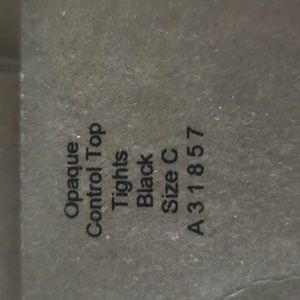 Opaque
Control Top
Tights
Black
Size C
A 3 1 8 5 7